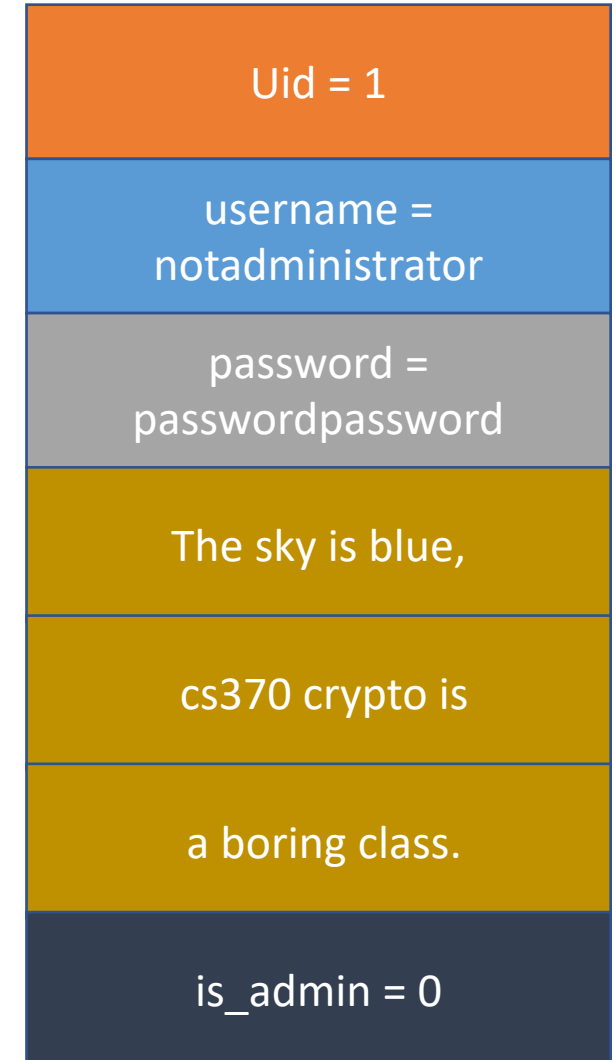 Uid = 1
username =
notadministrator
password =
passwordpassword
The sky is blue,
cs370 crypto is
a boring class.
is_admin = 0